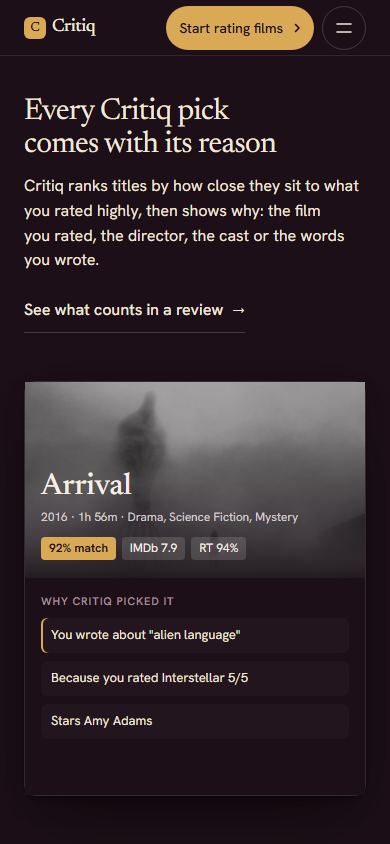 C Critiq
Start rating films
Every Critiq pick
comes with its reason
Critiq ranks titles by how close they sit to what
you rated highly, then shows why: the film
you rated, the director, the cast or the words
you wrote.
See what counts in a review →
Arrival
2016 · 1h 56m · Drama, Science Fiction, Mystery
92% match IMDb 7.9 RT 94%
WHY CRITIQ PICKED IT
You wrote about "alien language"
Because you rated Interstellar 5/5
Stars Amy Adams